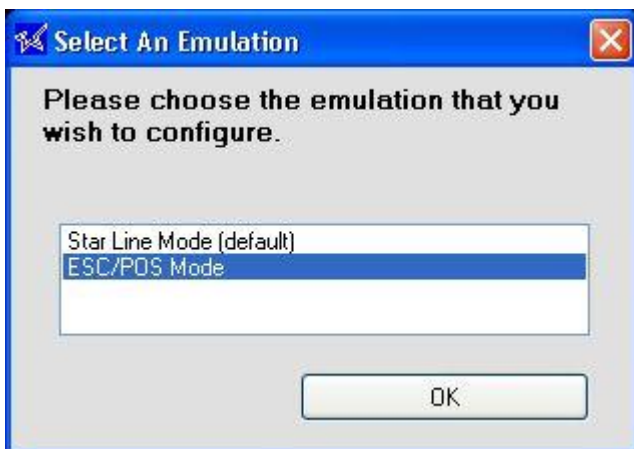 Select An Emulation
Please choose the emulation that you
wish to configure.
Star Line Mode (default)
ESC/POS Mode
OK